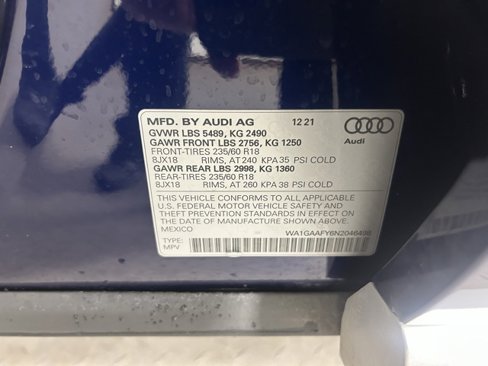 MFD. BY AUDI AG 12 21
GVWR LBS 5489, KG 2490
GAWR FRONT LBS 2756, KG 1250
FRONT-TIRES 235/60 R18
8JX18 RIMS, AT 240 KPA 35 PSI COLD
GAWR REAR LBS 2998, KG 1360
REAR-TIRES 235/60 R18
8JX18 RIMS, AT 260 KPA 38 PSI COLD
Audi
THIS VEHICLE CONFORMS TO ALL APPLICABLE
U.S. FEDERAL MOTOR VEHICLE SAFETY
AND THEFT PREVENTION STANDARDS IN EFFECT
ON THE DATE OF MANUFACTURE SHOWN ABOVE.
MEXICO
WA1GAAFY6N2046498
TYPE:
MPV